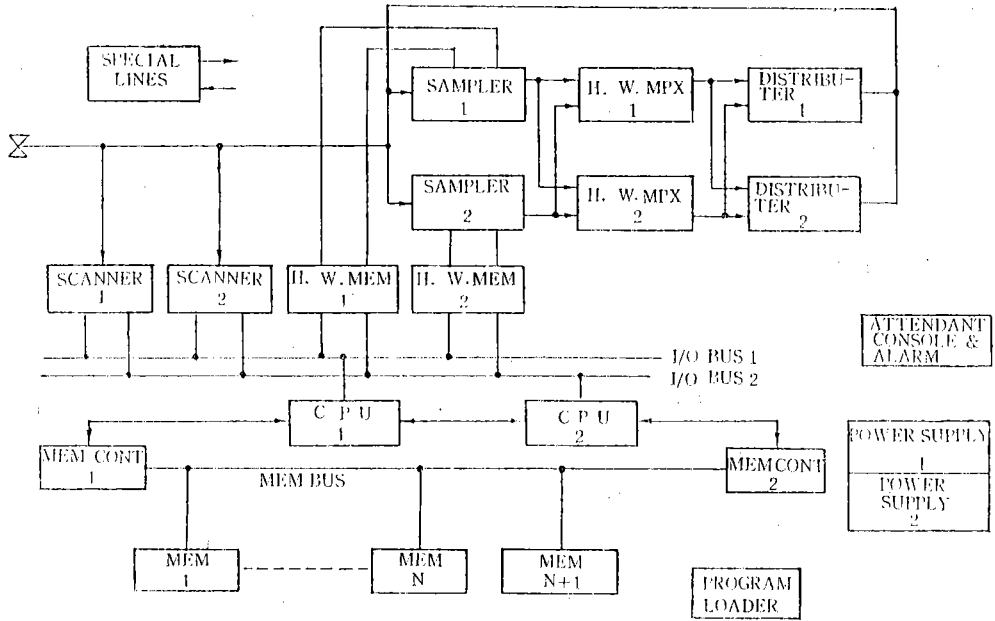 SPECIAL
LINES
SAMPLER
1
H. W. MPX
1
DISTRIBU-
TER
1
SAMPLER
2
H. W. MPX
2
DISTRIBU-
TER
2
SCANNER
1
SCANNER
2
H. W. MEM
1
H. W. MEM
2
ATTENDANT
CONSOLE &
ALARM
I/O BUS 1
I/O BUS 2
C P U
1
C P U
2
MEM CONT
1
MEM BUS
MEM CONT
2
POWER SUPPLY
1
POWER
SUPPLY
2
MEM
1
MEM
N
MEM
N+1
PROGRAM
LOADER